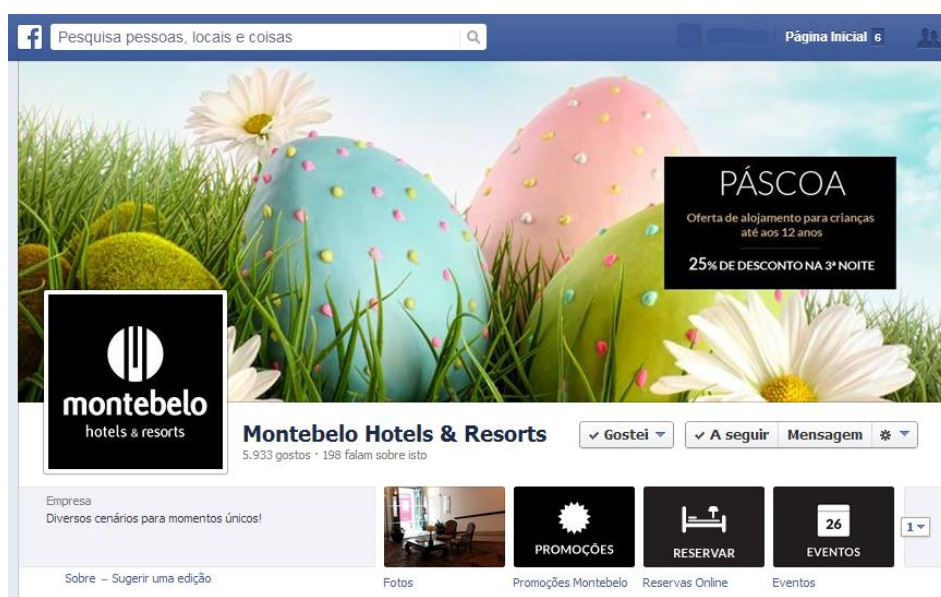 f
Pesquisa pessoas, locais e coisas
Página Inicial 6
PÁSCOA
Oferta de alojamento para crianças
até aos 12 anos
25% DE DESCONTO NA 3ª NOITE
montebelo
hotels & resorts
Montebelo Hotels & Resorts
5.933 gostos · 198 falam sobre isto
Gostei
A seguir
Mensagem
Empresa
Diversos cenários para momentos únicos!
Sobre – Sugerir uma edição
Fotos
PROMOÇÕES
Promoções Montebelo
RESERVAR
Reservas Online
26
EVENTOS
Eventos
1